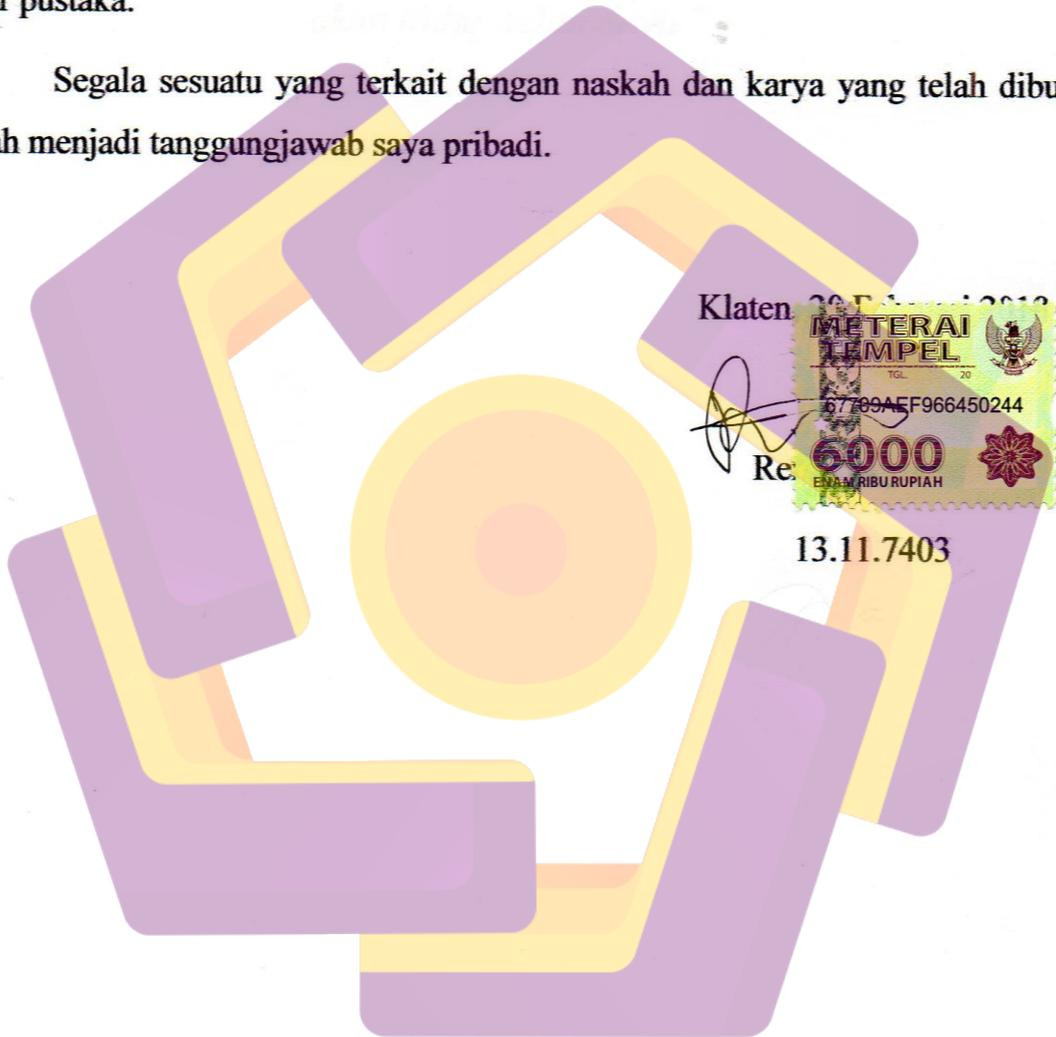 pustaka.
Segala sesuatu yang terkait dengan naskah dan karya yang telah dibu
h menjadi tanggungjawab saya pribadi.
Klaten,
METERAI
TEMPEL
TGL. 20
67709AEF966450244
6000
ENAM RIBU RUPIAH
13.11.7403